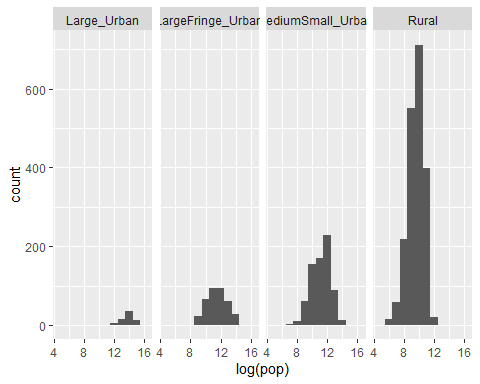 Large_Urban
LargeFringe_Urban
ediumSmall_Urba
Rural
count
600
400
200
0
4 8 12 16
4 8 12 16
4 8 12 16
4 8 12 16
log(pop)